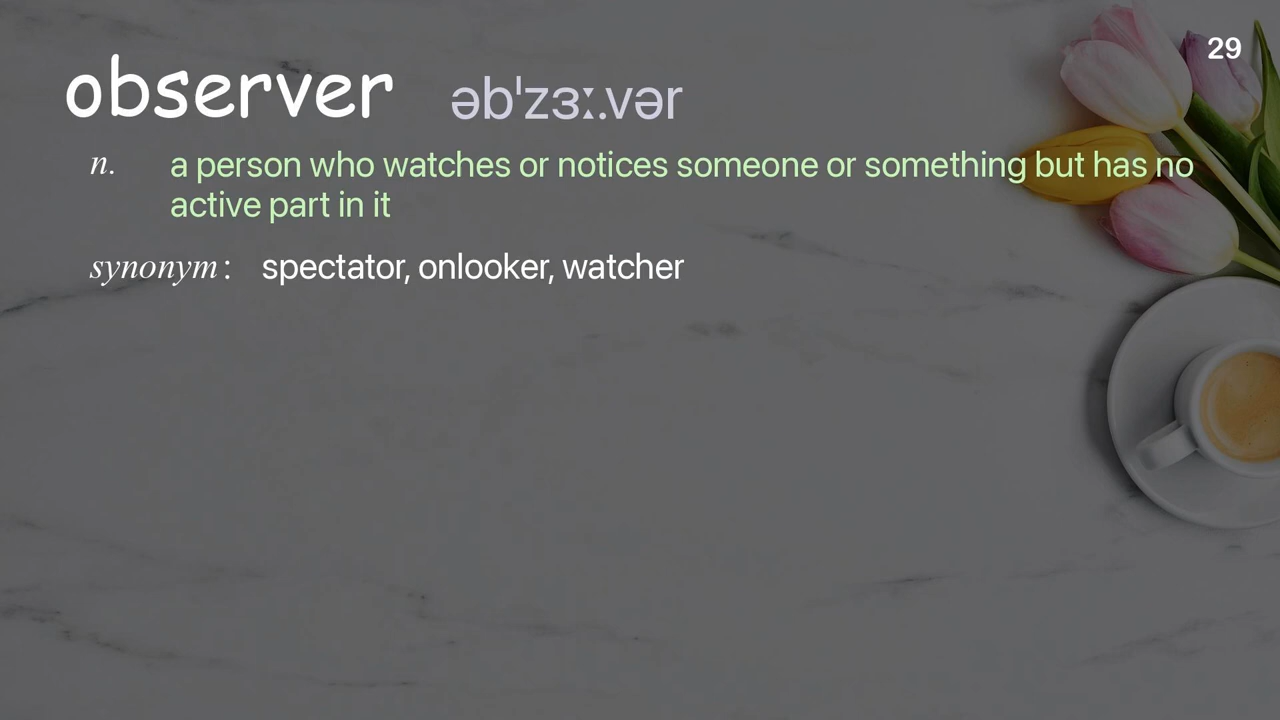 29
observer əbˈzɜː.vər
n. a person who watches or notices someone or something but has no
active part in it
synonym: spectator, onlooker, watcher